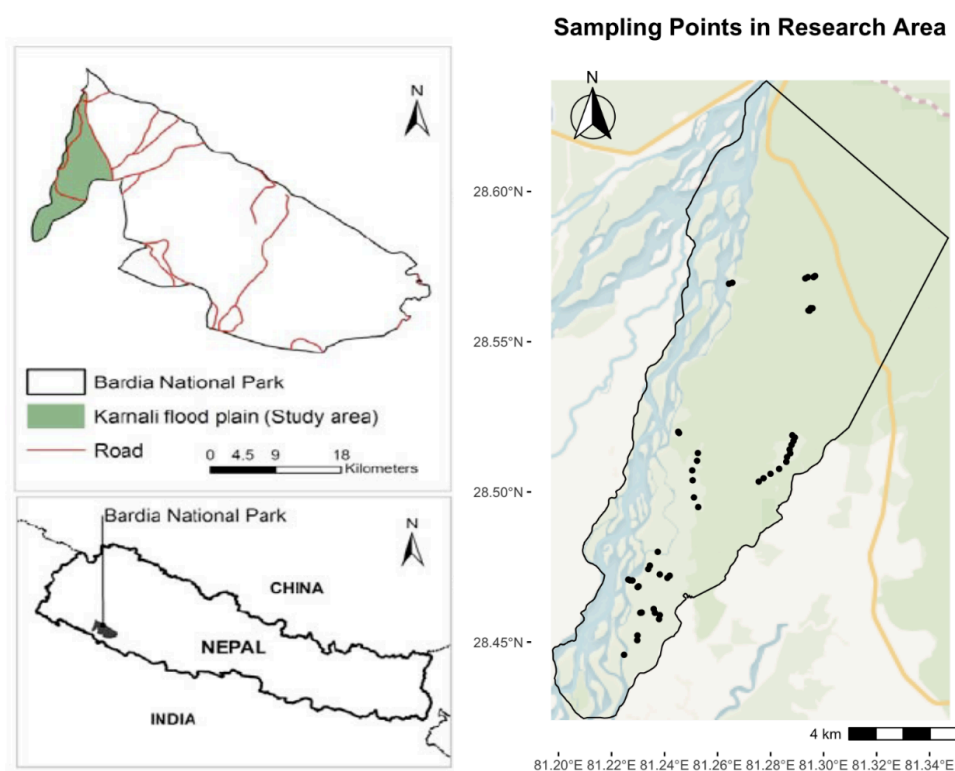 Sampling Points in Research Area
N
Bardia National Park
Karnali flood plain (Study area)
Road
0 4.5 9 18
Kilometers
Bardia National Park
N
CHINA
NEPAL
INDIA
N
28.60°N
28.55°N
28.50°N
28.45°N
4 km
81.20°E 81.22°E 81.24°E 81.26°E 81.28°E 81.30°E 81.32°E 81.34°E